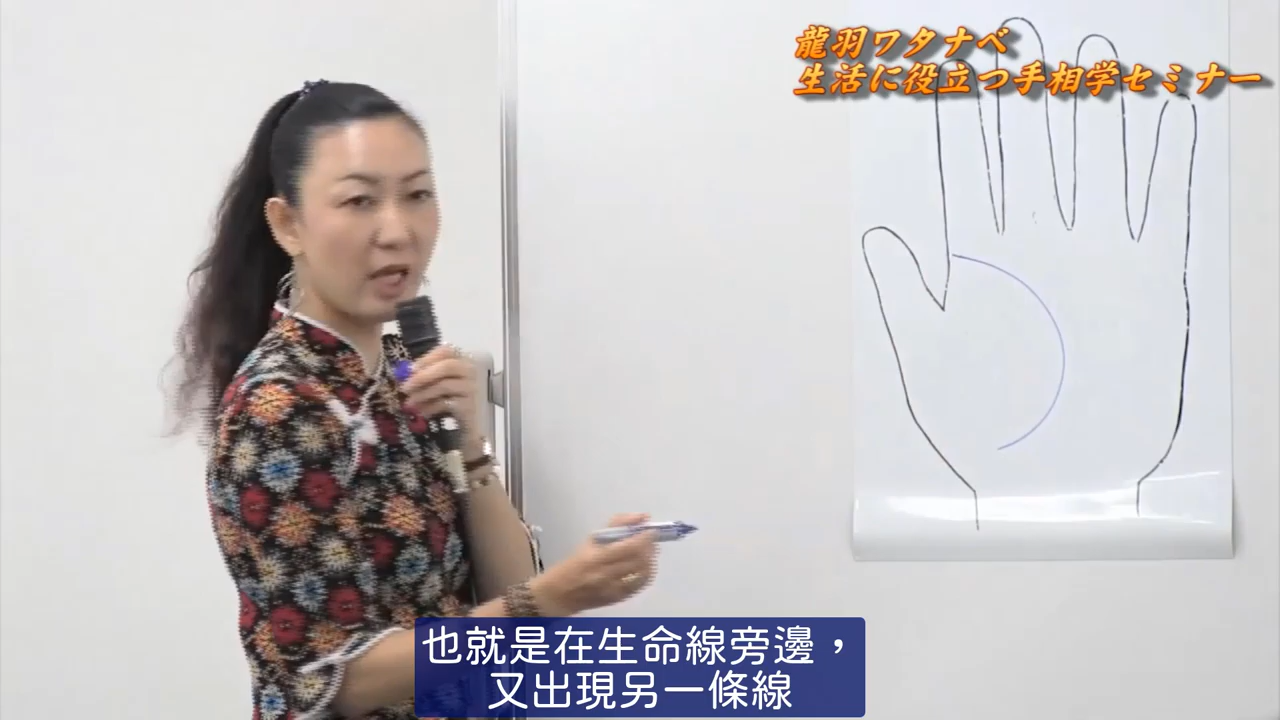 龍羽ワタナベ
生活に役立つ手相学セミナー
也就是在生命線旁邊，
又出現另一條線